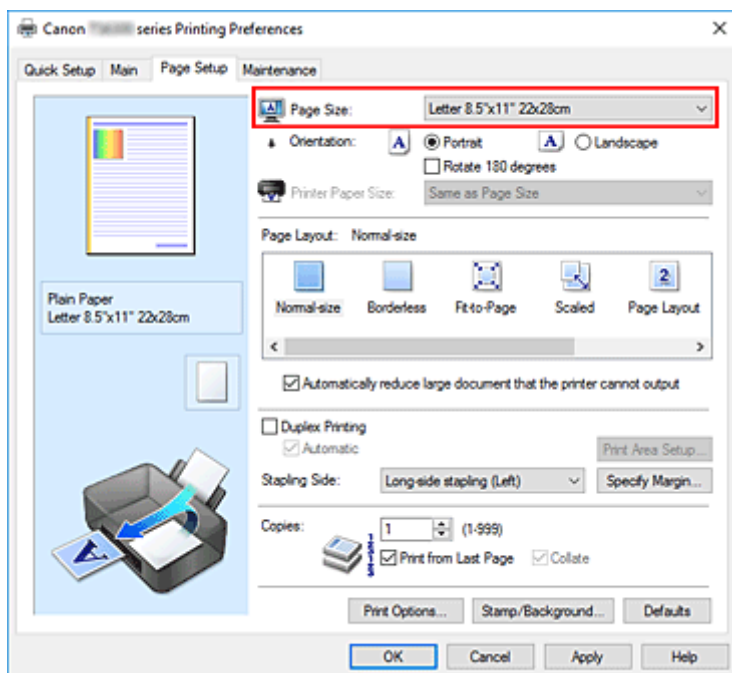 Canon series Printing Preferences
Quick Setup Main Page Setup Maintenance
Page Size: Letter 8.5"x11" 22x28cm
Orientation: A Portrait A Landscape
Rotate 180 degrees
Printer Paper Size: Same as Page Size
Page Layout: Normal-size
2
Normal-size Borderless Fit-to-Page Scaled Page Layout
Automatically reduce large document that the printer cannot output
Plain Paper
Letter 8.5"x11" 22x28cm
Duplex Printing
Automatic Print Area Setup...
Stapling Side: Long-side stapling (Left) Specify Margin...
Copies: 1 (1-999)
Print from Last Page Collate
A
Print Options... Stamp/Background... Defaults
OK Cancel Apply Help